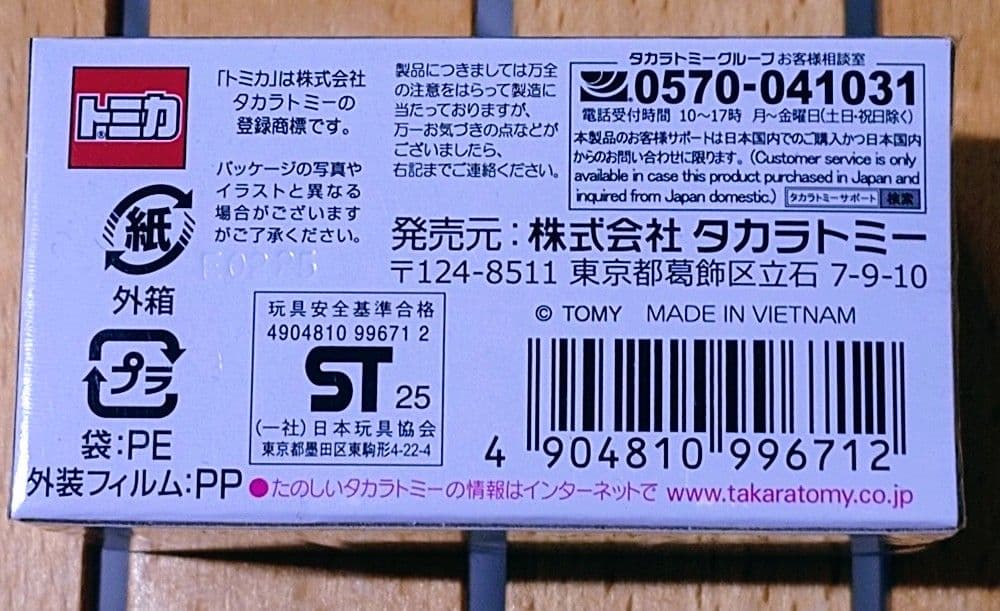 トミカ
「トミカ」は株式会社
タカラトミーの
登録商標です。
パッケージの写真や
イラストと異なる
場合がございます
がご了承ください。
製品につきましては万全
の注意をはらって製造に
当たっておりますが、
万一お気づきの点などが
ございましたら、
右記までご連絡ください。
タカラトミーグループお客様相談室
0570-041031
電話受付時間 10〜17時 月〜金曜日(土日・祝日除く)
本製品のお客様サポートは日本国内でのご購入かつ日本国内
からのお問い合わせに限ります。(Customer service is only
available in case this product purchased in Japan and
inquired from Japan domestic.) タカラトミーサポート 検索
紙
外箱
発売元:株式会社 タカラトミー
〒124-8511 東京都葛飾区立石 7-9-10
© TOMY MADE IN VIETNAM
プラ
袋:PE
外装フィルム:PP
玩具安全基準合格
4904810 99671 2
ST 25
(一社)日本玩具協会
東京都墨田区東駒形4-22-4
4 904810 996712
●たのしいタカラトミーの情報はインターネットで www.takaratomy.co.jp